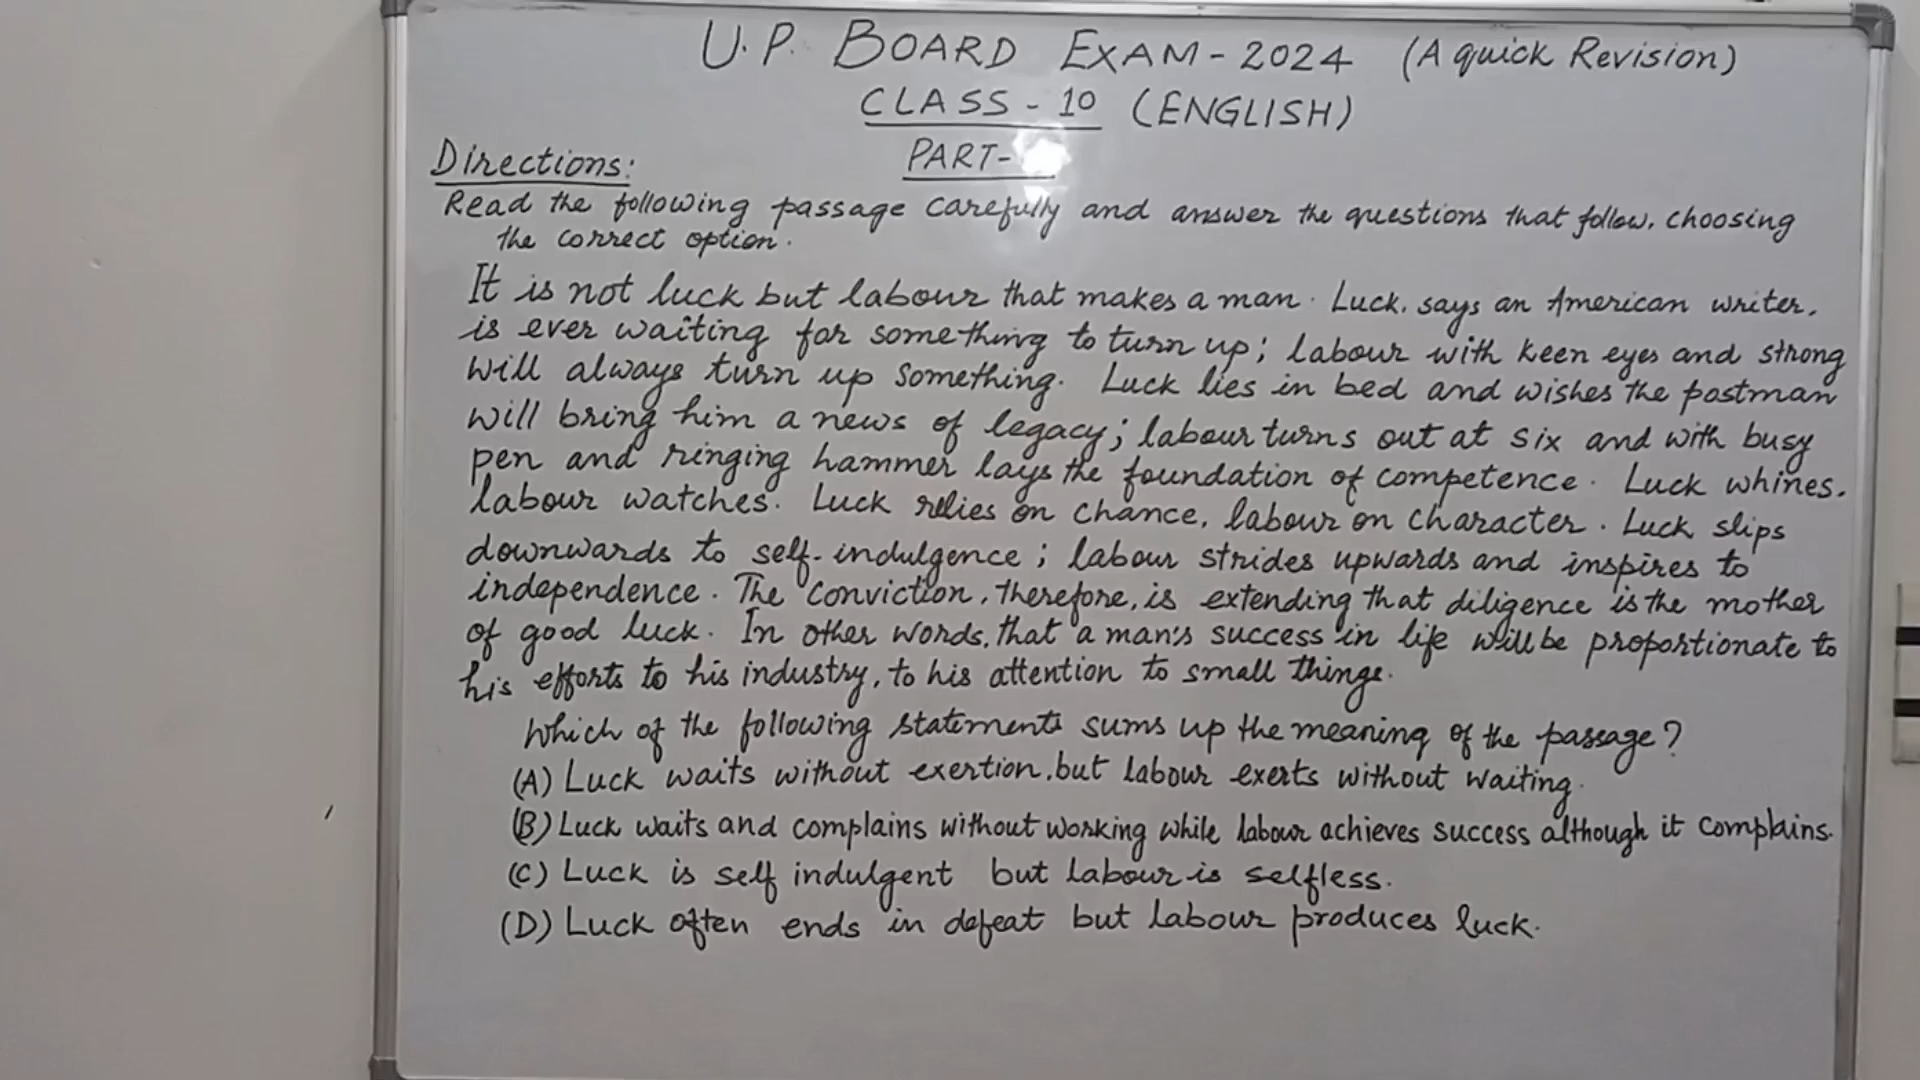 U.P. BOARD EXAM-2024 (A quick Revision)
CLASS-10 (ENGLISH)
PART-
Directions:
Read the following passage carefully and answer the questions that follow, choosing
the correct option.
It is not luck but labour that makes a man. Luck, says an American writer,
is ever waiting for something to turn up; labour with keen eyes and strong
will always turn up something. Luck lies in bed and wishes the postman
will bring him a news of legacy; labour turns out at six and with busy
pen and ringing hammer lays the foundation of competence. Luck whines,
labour watches. Luck relies on chance, labour on character. Luck slips
downwards to self-indulgence; labour strides upwards and inspires to
independence. The conviction, therefore, is extending that diligence is the mother
of good luck. In other words, that a man's success in life will be proportionate to
his efforts to his industry, to his attention to small things.
Which of the following statements sums up the meaning of the passage?
(A) Luck waits without exertion, but labour exerts without waiting.
(B) Luck waits and complains without working while labour achieves success although it complains.
(C) Luck is self indulgent but labour is selfless.
(D) Luck often ends in defeat but labour produces luck.